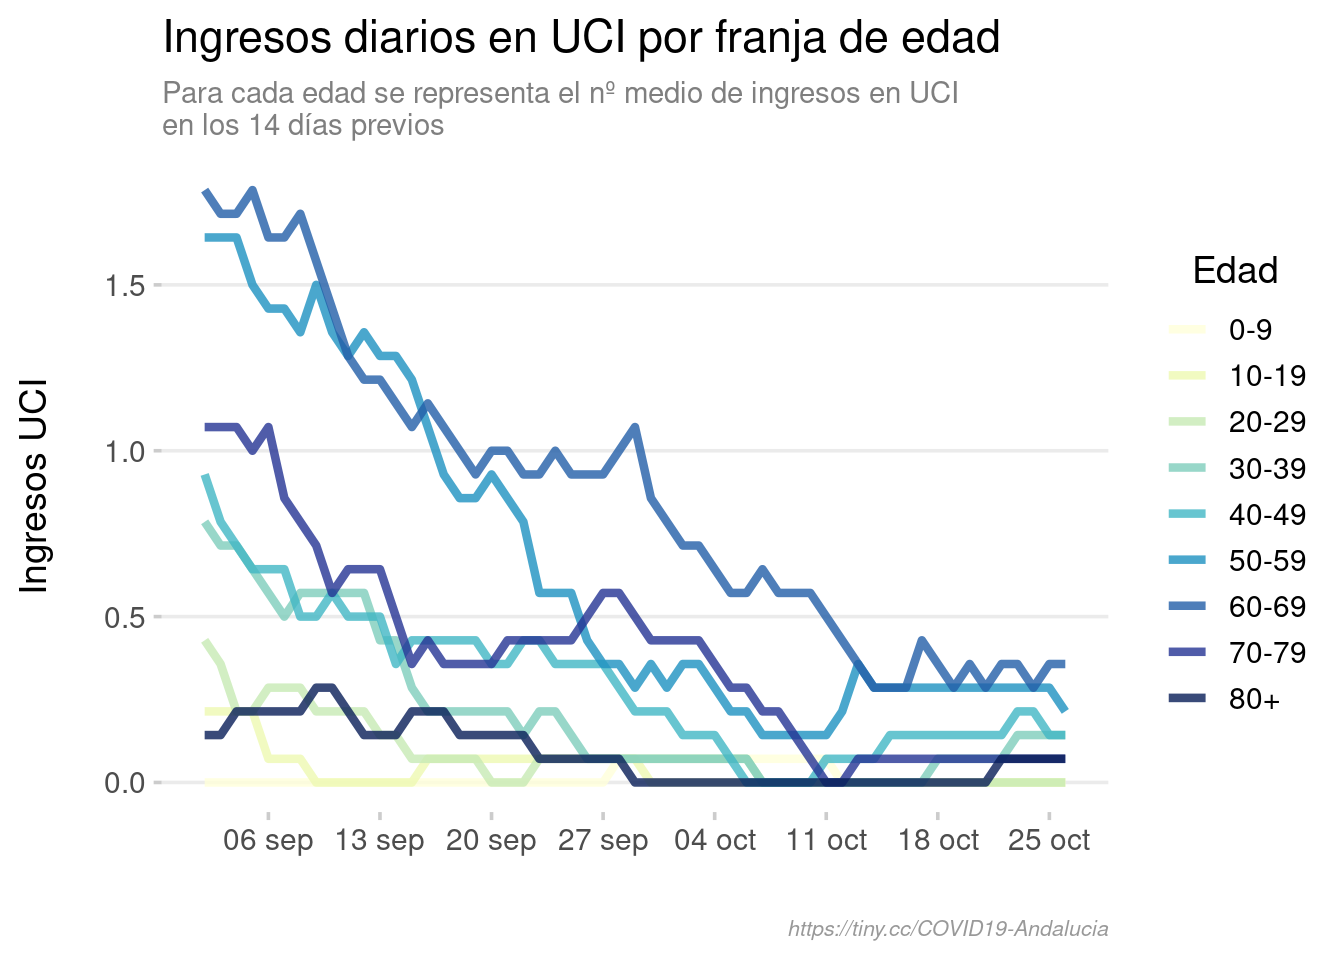 Ingresos diarios en UCI por franja de edad
Para cada edad se representa el nº medio de ingresos en UCI
en los 14 días previos
Ingresos UCI
1.5
1.0
0.5
0.0
06 sep
13 sep
20 sep
27 sep
04 oct
11 oct
18 oct
25 oct
Edad
0-9
10-19
20-29
30-39
40-49
50-59
60-69
70-79
80+
https://tiny.cc/COVID19-Andalucia